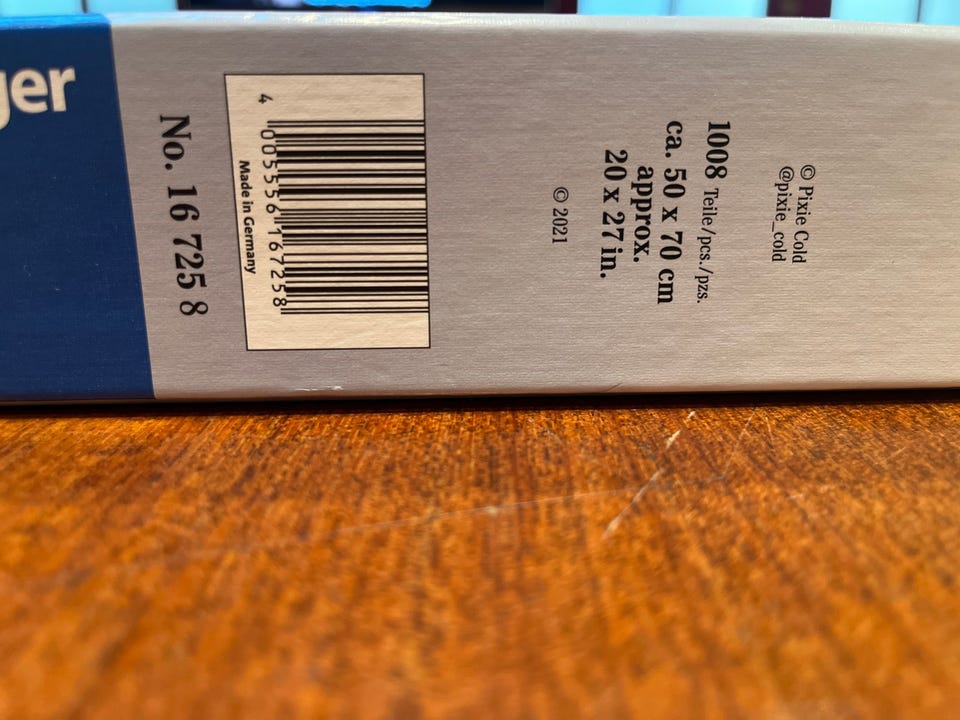 ger
No. 16 725 8
4 005556 167258
Made in Germany
© Pixie Cold
@pixie_cold
1008 Teile/pcs./pzs.
ca. 50 x 70 cm
approx.
20 x 27 in.
© 2021